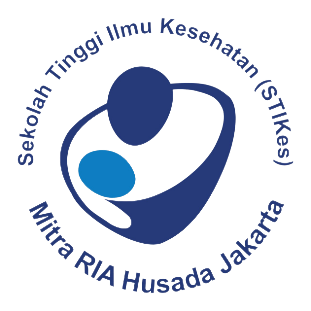 Sekolah Tinggi Ilmu Kesehatan (STIKes)
Mitra RIA Husada Jakarta